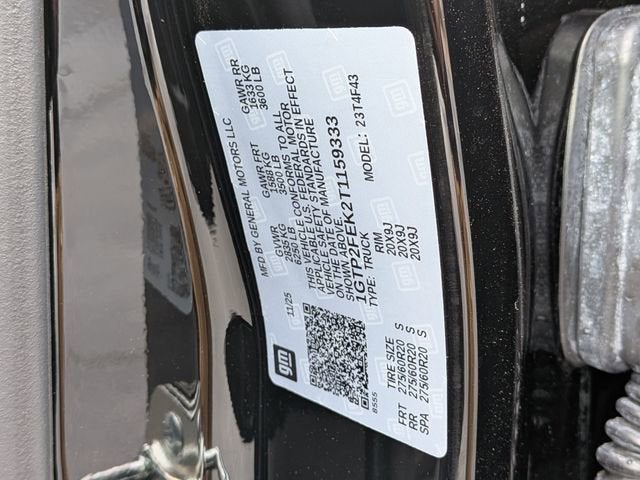 gm
MFD BY GENERAL MOTORS LLC
11/25 GVWR GAWR FRT GAWR RR
2835 KG 1588 KG 1633 KG
6250 LB 3500 LB 3600 LB
THIS VEHICLE CONFORMS TO ALL
APPLICABLE U.S. FEDERAL MOTOR
VEHICLE SAFETY STANDARDS IN EFFECT
ON THE DATE OF MANUFACTURE
SHOWN ABOVE.
1GTP2FEK2T1159333
TYPE: TRUCK MODEL: 23T4F43
8555
TIRE SIZE RIM
FRT 275/60R20 S 20X9J
RR 275/60R20 S 20X9J
SPA 275/60R20 S 20X9J